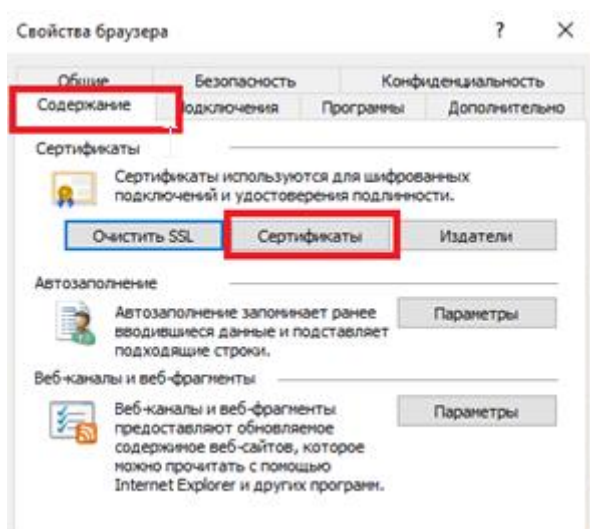 Свойства браузера ? ×
Общие Безопасность Конфиденциальность
Содержание Подключения Программы Дополнительно
Сертификаты
Сертификаты используются для шифрованных
подключений и удостоверения подлинности.
Очистить SSL Сертификаты Издатели
Автозаполнение
Автозаполнение запоминает ранее
вводившиеся данные и подставляет
подходящие строки.
Параметры
Веб-каналы и веб-фрагменты
Веб-каналы и веб-фрагменты
предоставляют обновляемое
содержимое веб-сайтов, которое
можно прочитать с помощью
Internet Explorer и других программ.
Параметры